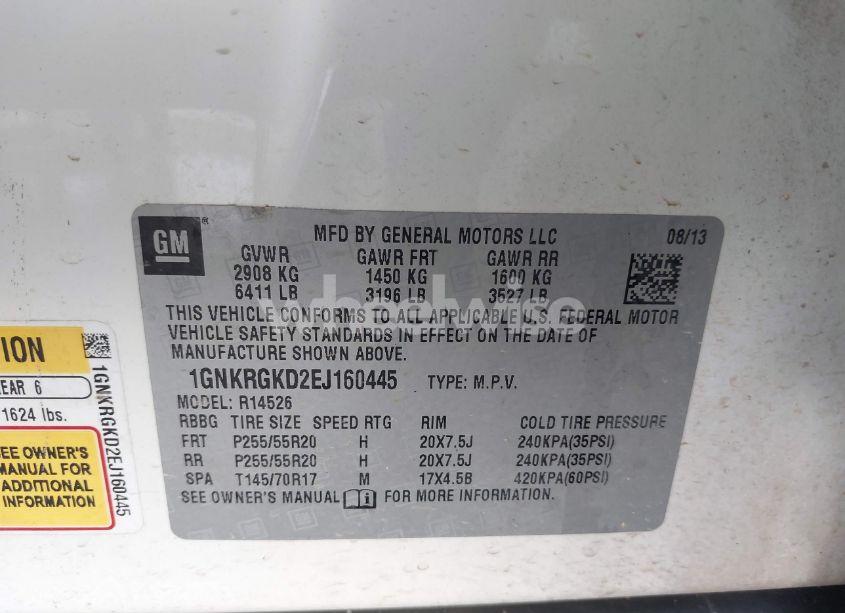 GM ®
MFD BY GENERAL MOTORS LLC 08/13
GVWR GAWR FRT GAWR RR
2908 KG 1450 KG 1600 KG
6411 LB 3196 LB 3527 LB
THIS VEHICLE CONFORMS TO ALL APPLICABLE U.S. FEDERAL MOTOR
VEHICLE SAFETY STANDARDS IN EFFECT ON THE DATE OF
MANUFACTURE SHOWN ABOVE.
1GNKRGKD2EJ160445 TYPE: M.P.V.
MODEL: R14526
RBBG TIRE SIZE SPEED RTG RIM COLD TIRE PRESSURE
FRT P255/55R20 H 20X7.5J 240KPA(35PSI)
RR P255/55R20 H 20X7.5J 240KPA(35PSI)
SPA T145/70R17 M 17X4.5B 420KPA(60PSI)
SEE OWNER'S MANUAL FOR MORE INFORMATION.
EAR 6
1624 lbs.
SEE OWNER'S
MANUAL FOR
ADDITIONAL
INFORMATION
1GNKRGKD2EJ160445